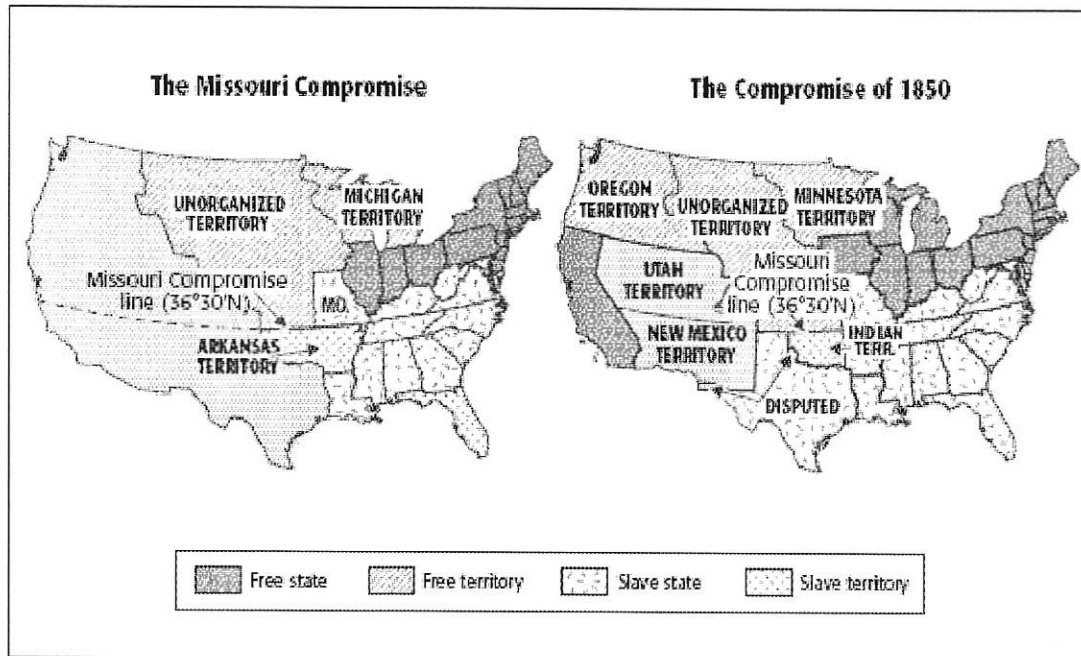 The Missouri Compromise
UNORGANIZED
TERRITORY
MICHIGAN
TERRITORY
Missouri Compromise
line (36°30'N)
MO.
ARKANSAS
TERRITORY
The Compromise of 1850
OREGON
TERRITORY
UNORGANIZED
TERRITORY
MINNESOTA
TERRITORY
UTAH
TERRITORY
Missouri
Compromise
line (36°30'N)
NEW MEXICO
TERRITORY
INDIAN
TERR.
DISPUTED
Free state
Free territory
Slave state
Slave territory